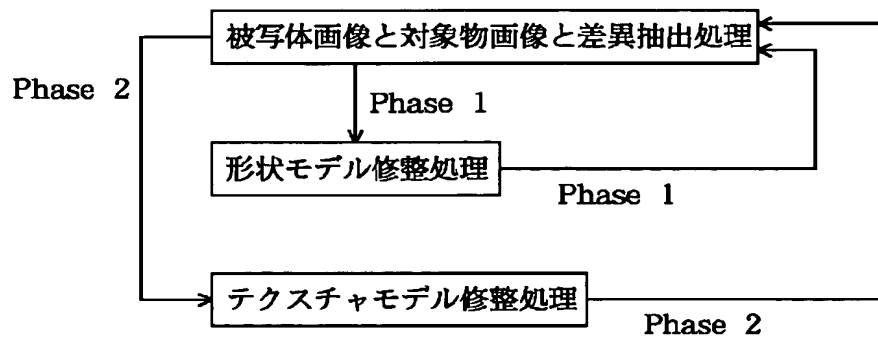 被写体画像と対象物画像と差異抽出処理
Phase 2
Phase 1
形状モデル修整処理
Phase 1
テクスチャモデル修整処理
Phase 2